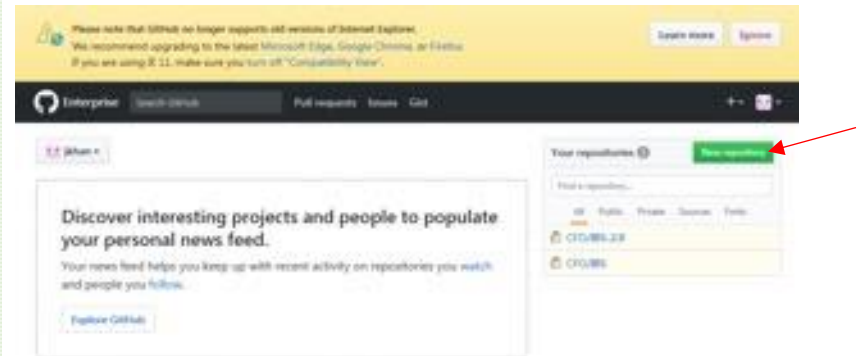 Please note that GitHub no longer supports old versions of Internet Explorer.
We recommend upgrading to the latest Microsoft Edge, Google Chrome, or Firefox.
If you are using IE 11, make sure you turn off "Compatibility View".
Learn more
Ignore
Enterprise
Search GitHub
Pull requests Issues Gist
jkhan
Your repositories
New repository
Find a repository...
All Public Private Sources Forks
Discover interesting projects and people to populate
your personal news feed.
Your news feed helps you keep up with recent activity on repositories you watch
and people you follow.
Explore GitHub